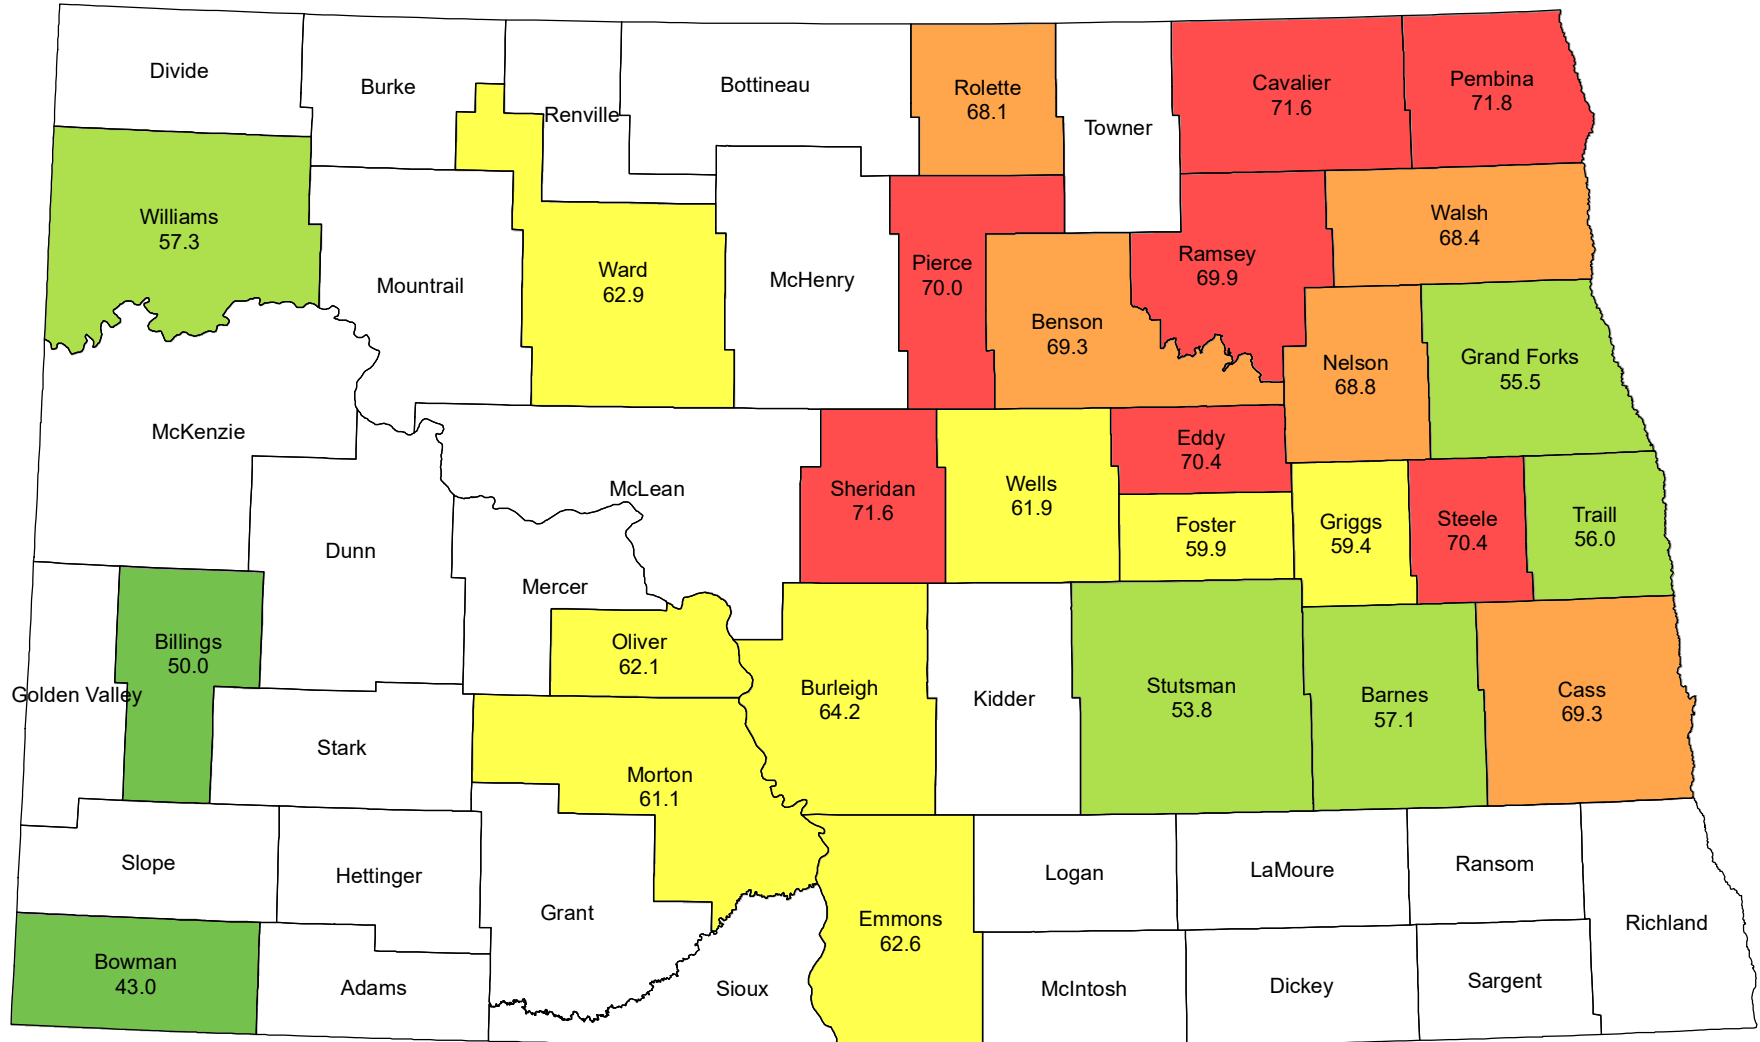 Divide
Burke
Renville
Bottineau
Rolette
68.1
Towner
Cavalier
71.6
Pembina
71.8
Williams
57.3
Mountrail
Ward
62.9
McHenry
Pierce
70.0
Benson
69.3
Ramsey
69.9
Walsh
68.4
Nelson
68.8
Grand Forks
55.5
McKenzie
Dunn
McLean
Mercer
Sheridan
71.6
Wells
61.9
Eddy
70.4
Foster
59.9
Griggs
59.4
Steele
70.4
Traill
56.0
Golden Valley
Billings
50.0
Stark
Oliver
62.1
Morton
61.1
Burleigh
64.2
Kidder
Stutsman
53.8
Barnes
57.1
Cass
69.3
Slope
Hettinger
Grant
Emmons
62.6
Logan
LaMoure
Ransom
Richland
Bowman
43.0
Adams
Sioux
McIntosh
Dickey
Sargent